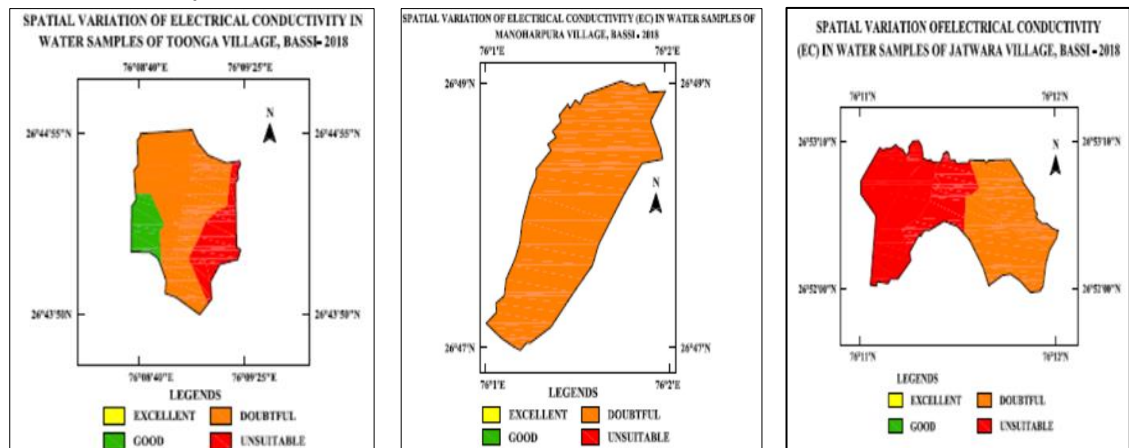 SPATIAL VARIATION OF ELECTRICAL CONDUCTIVITY IN
WATER SAMPLES OF TOONGA VILLAGE, BASSI-2018
76°08'40"E 76°09'25"E
N
26°44'55"N 26°44'55"N
26°43'50"N 26°43'50"N
76°08'40"E 76°09'25"E
LEGENDS
EXCELLENT DOUBTFUL
GOOD UNSUITABLE
SPATIAL VARIATION OF ELECTRICAL CONDUCTIVITY (EC) IN WATER SAMPLES OF
MANOHARPURA VILLAGE, BASSI - 2018
76°1'E 76°2'E
26°49'N 26°49'N
N
26°47'N 26°47'N
76°1'E 76°2'E
LEGENDS
EXCELLENT DOUBTFUL
GOOD UNSUITABLE
SPATIAL VARIATION OFELECTRICAL CONDUCTIVITY
(EC) IN WATER SAMPLES OF JATWARA VILLAGE, BASSI - 2018
76°11'N 76°12'N
26°53'10"N 26°53'10"N
N
26°52'00"N 26°52'00"N
76°11'N 76°12'N
LEGENDS
EXCELLENT DOUBTFUL
GOOD UNSUITABLE